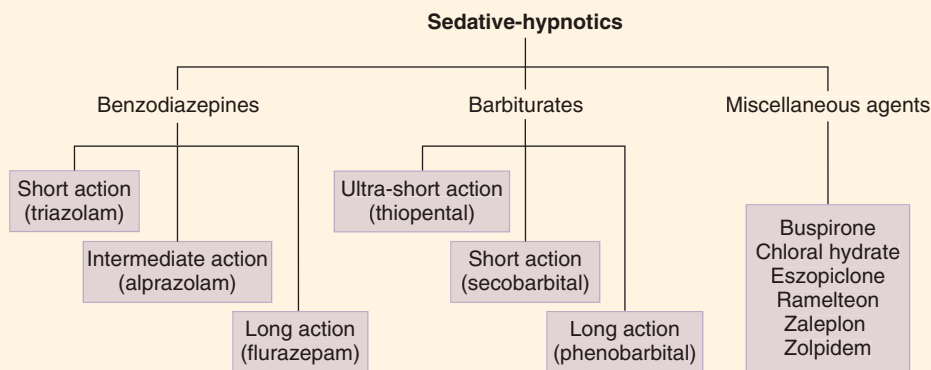 Sedative-hypnotics
Benzodiazepines
Barbiturates
Miscellaneous agents
Short action
(triazolam)
Intermediate action
(alprazolam)
Long action
(flurazepam)
Ultra-short action
(thiopental)
Short action
(secobarbital)
Long action
(phenobarbital)
Buspirone
Chloral hydrate
Eszopiclone
Ramelteon
Zaleplon
Zolpidem